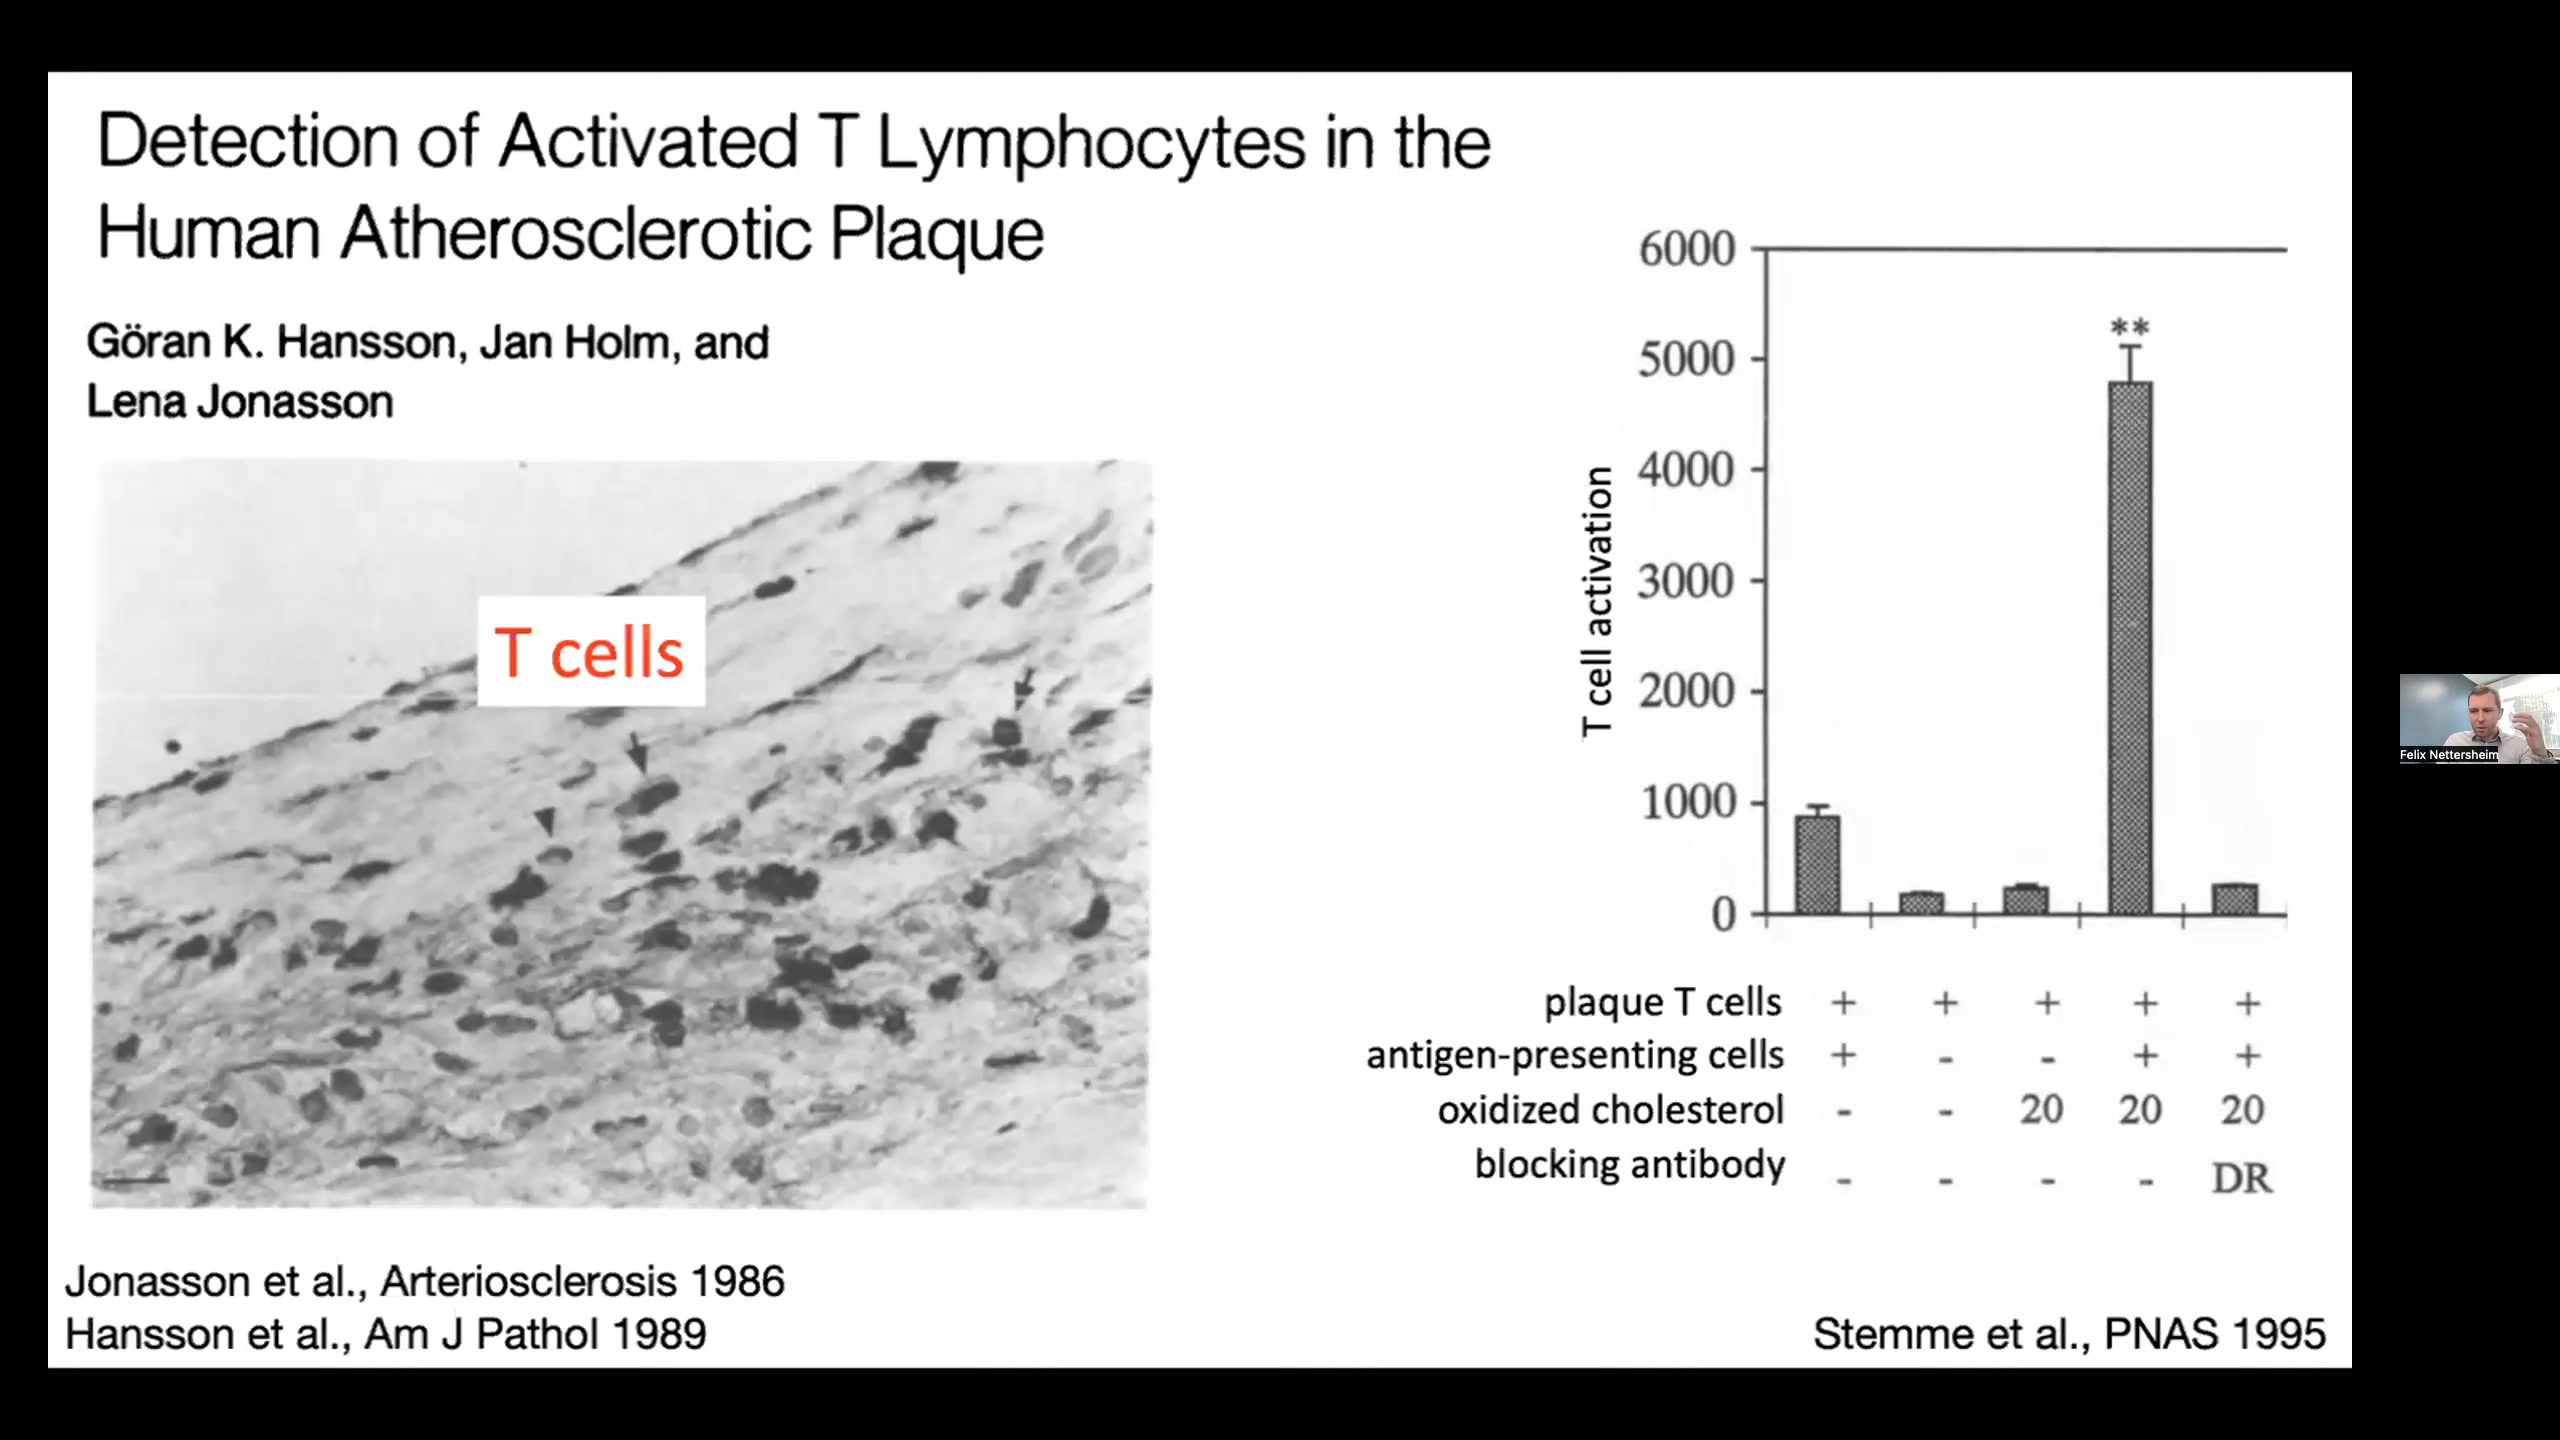 Detection of Activated T Lymphocytes in the
Human Atherosclerotic Plaque
Göran K. Hansson, Jan Holm, and
Lena Jonasson
T cells
Jonasson et al., Arteriosclerosis 1986
Hansson et al., Am J Pathol 1989
T cell activation
6000
5000
4000
3000
2000
1000
0
**
plaque T cells + + + + +
antigen-presenting cells + - - + +
oxidized cholesterol - - 20 20 20
blocking antibody - - - - DR
Stemme et al., PNAS 1995
Felix Nettersheim